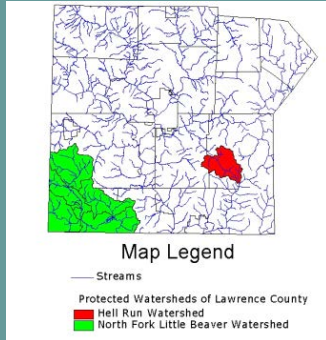 Map Legend
Streams
Protected Watersheds of Lawrence County
Hell Run Watershed
North Fork Little Beaver Watershed